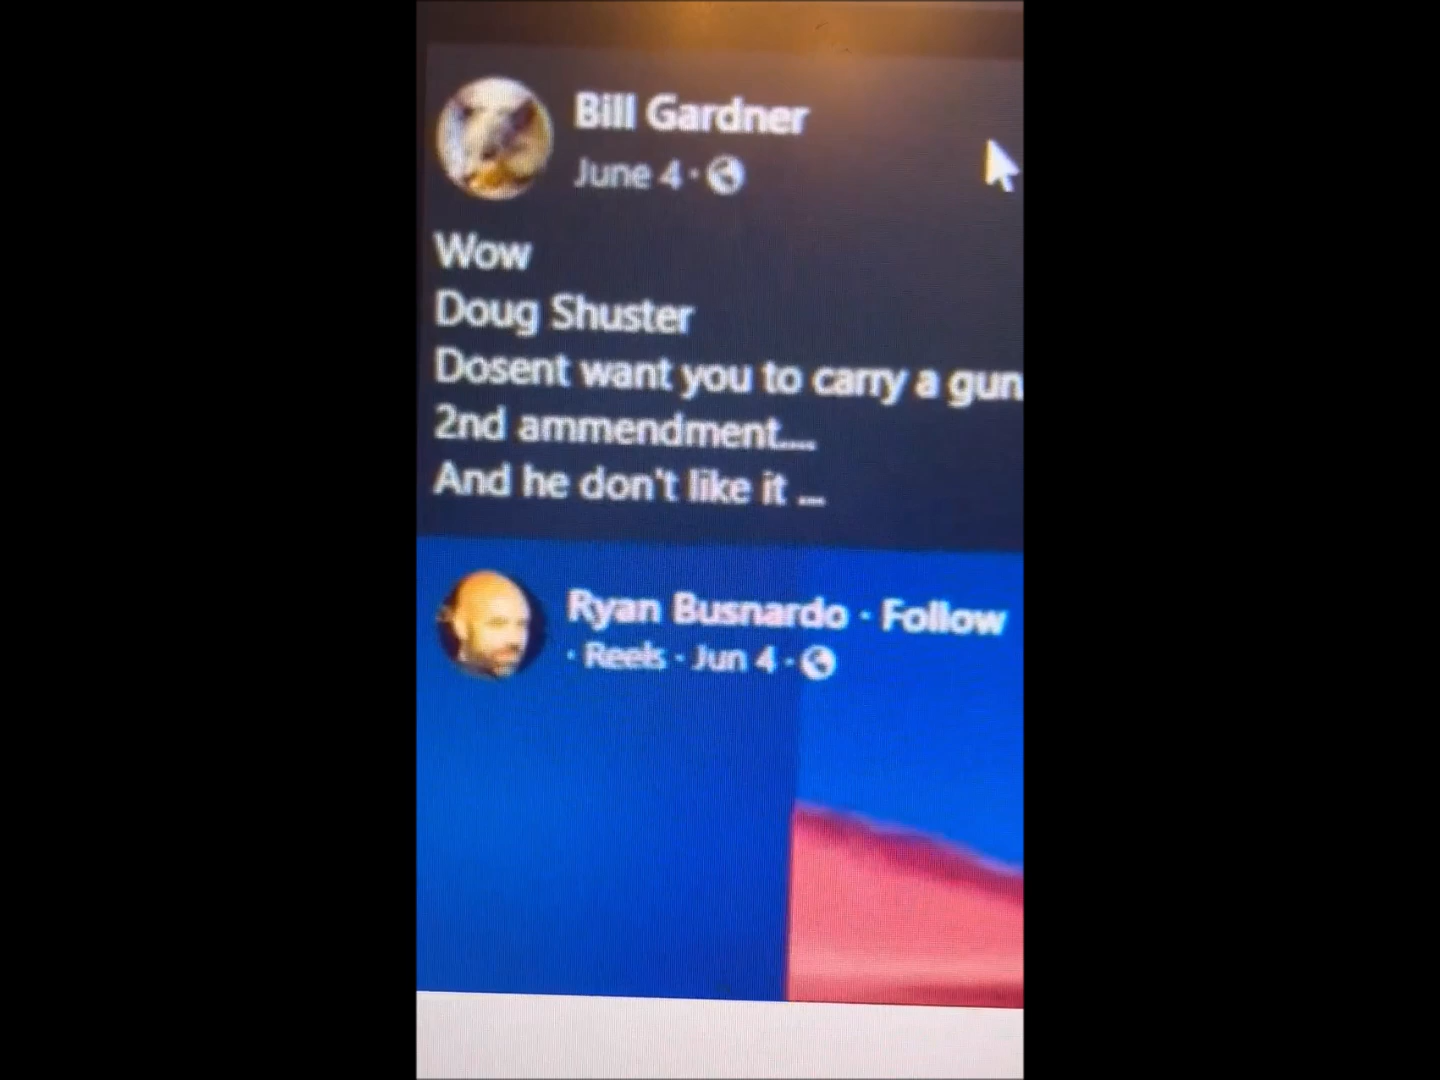 Bill Gardner
June 4 ·
Wow
Doug Shuster
Dosent want you to carry a gun
2nd ammendment....
And he don't like it ...
Ryan Busnardo · Follow
· Reels · Jun 4 ·